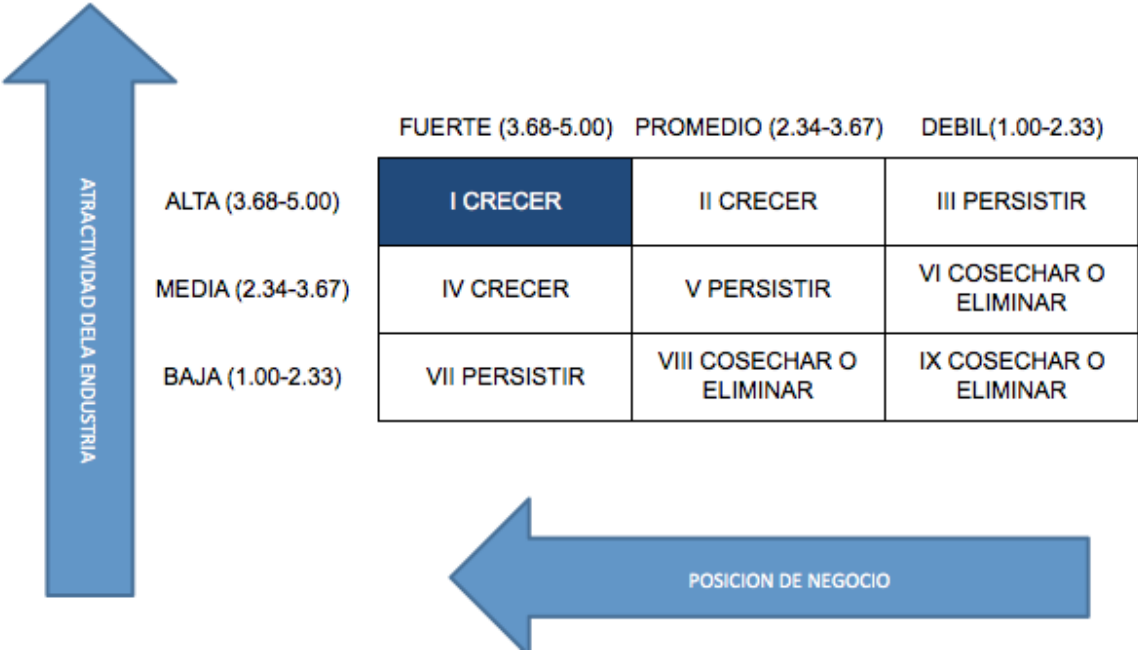 FUERTE (3.68-5.00) PROMEDIO (2.34-3.67) DEBIL(1.00-2.33)
ATRACTIVIDAD DELA ENDUSTRIA
ALTA (3.68-5.00) I CRECER II CRECER III PERSISTIR
MEDIA (2.34-3.67) IV CRECER V PERSISTIR VI COSECHAR O
ELIMINAR
BAJA (1.00-2.33) VII PERSISTIR VIII COSECHAR O
ELIMINAR
IX COSECHAR O
ELIMINAR
POSICION DE NEGOCIO